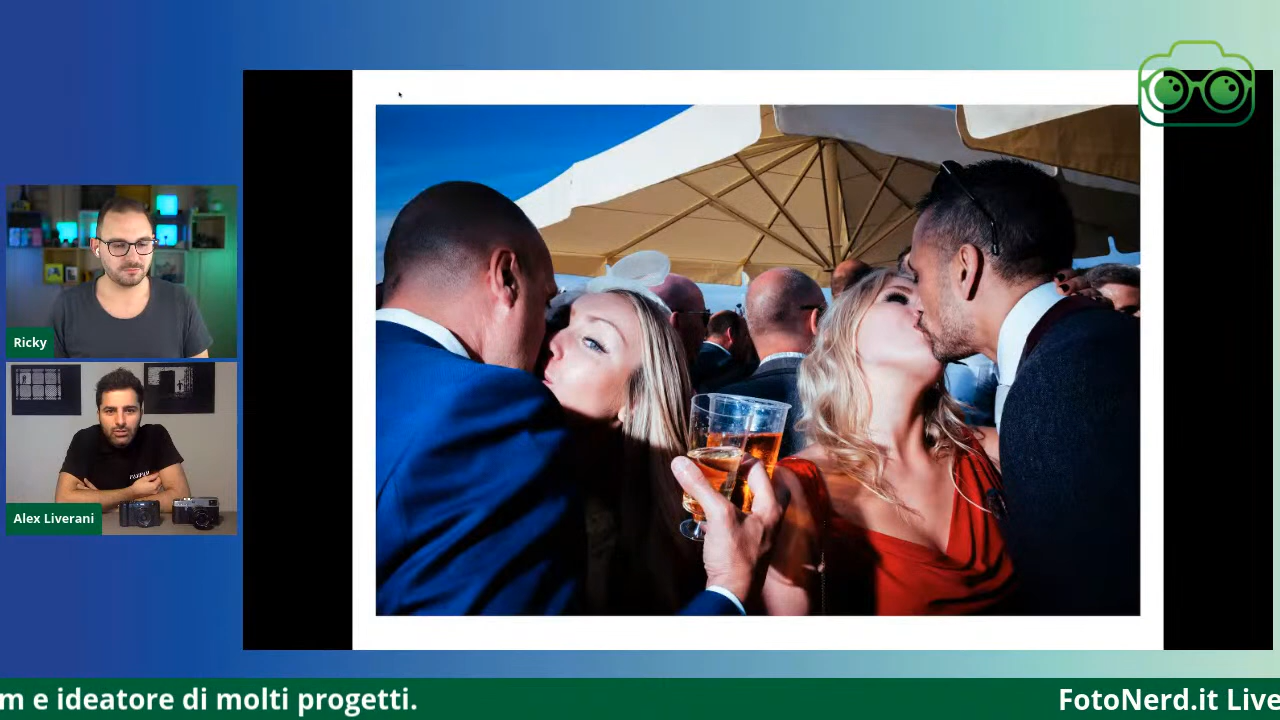 Ricky
Alex Liverani
m e ideatore di molti progetti.
FotoNerd.it Live